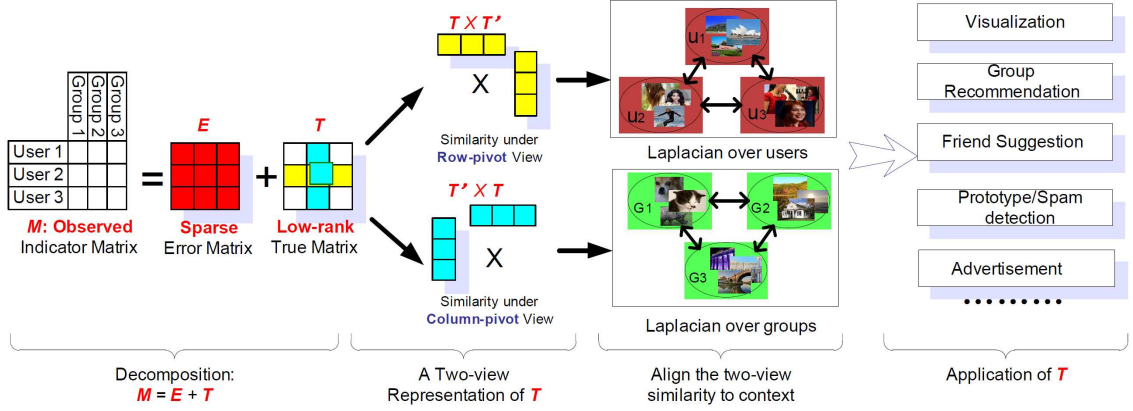 Group 1
Group 2
Group 3
User 1
User 2
User 3
=
E
+
T
M: Observed
Indicator Matrix
Sparse
Error Matrix
Low-rank
True Matrix
T X T'
X
Similarity under
Row-pivot View
T' X T
X
Similarity under
Column-pivot View
u1
u2
u3
Laplacian over users
G1
G2
G3
Laplacian over groups
Visualization
Group
Recommendation
Friend Suggestion
Prototype/Spam
detection
Advertisement
.........
Decomposition:
M = E + T
A Two-view
Representation of T
Align the two-view
similarity to context
Application of T